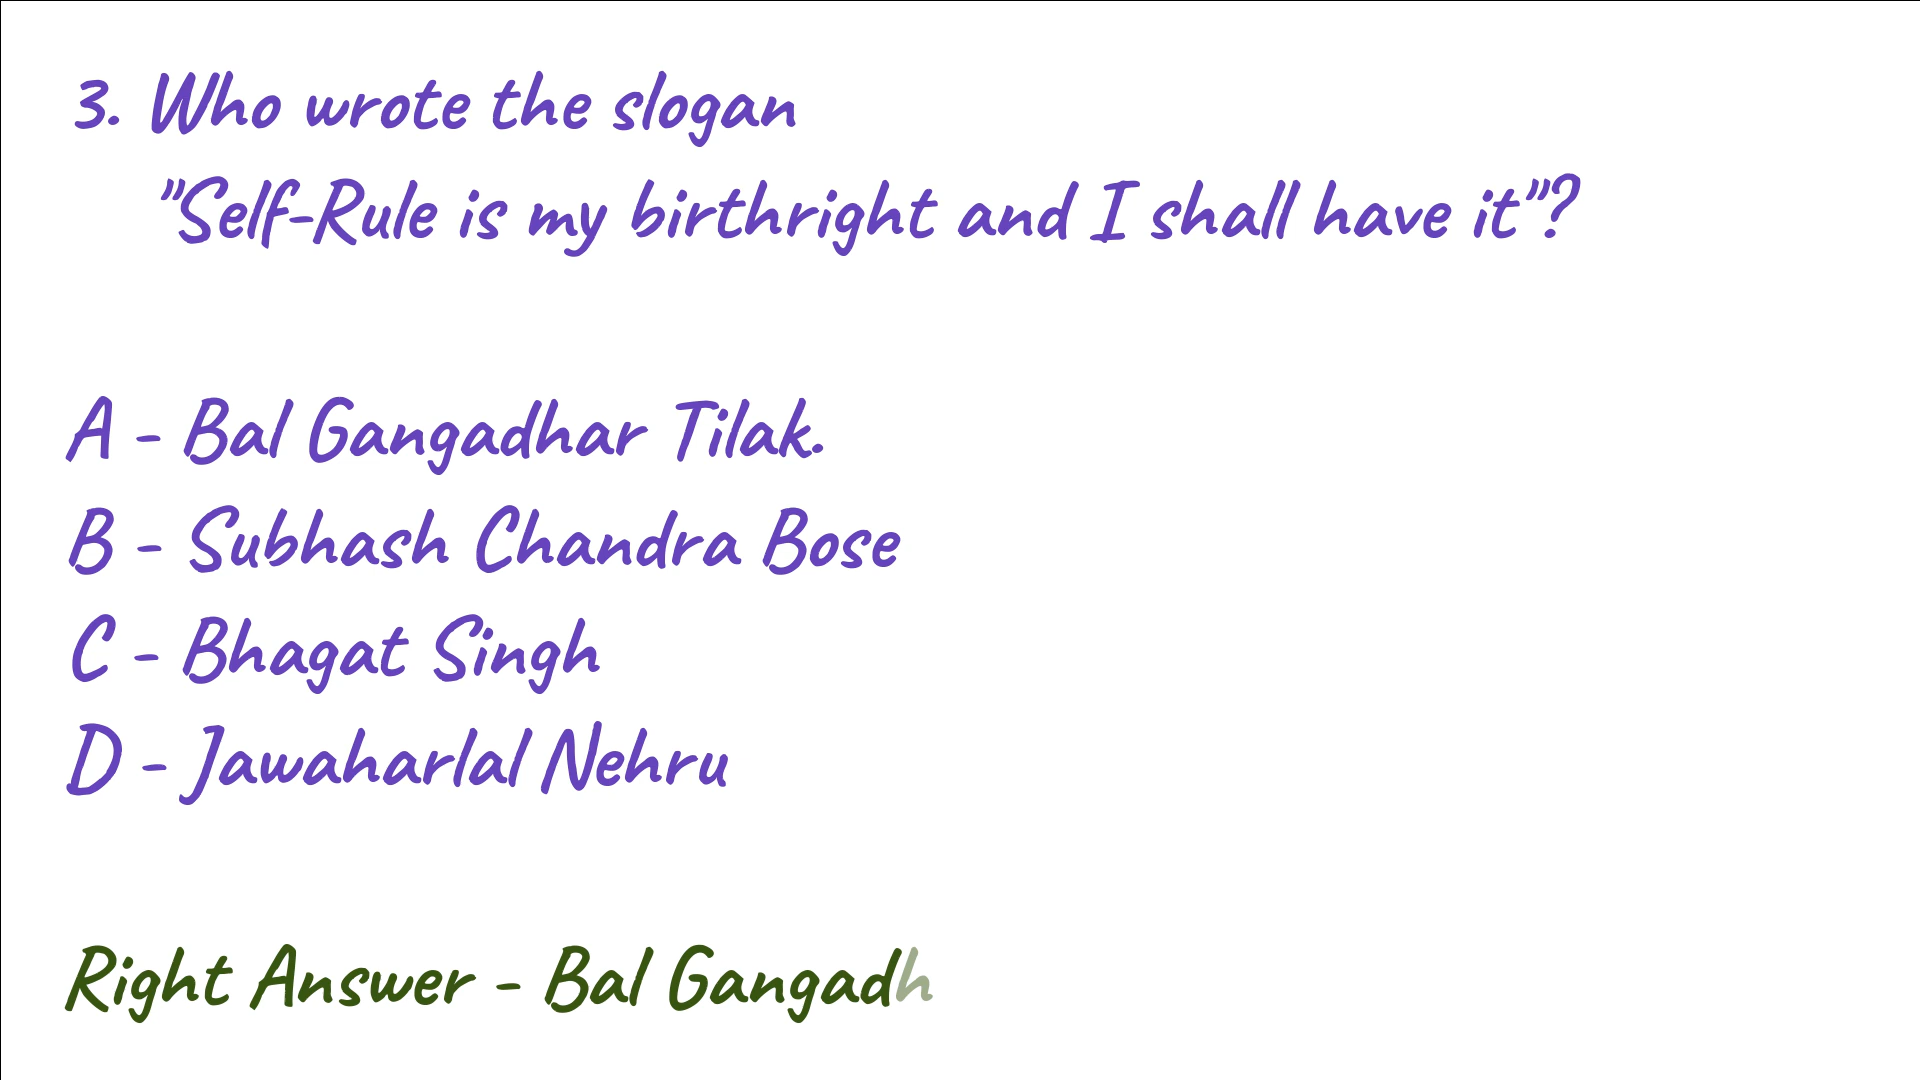 3. Who wrote the slogan
"Self-Rule is my birthright and I shall have it"?
A - Bal Gangadhar Tilak.
B - Subhash Chandra Bose
C - Bhagat Singh
D - Jawaharlal Nehru
Right Answer - Bal Gangadh